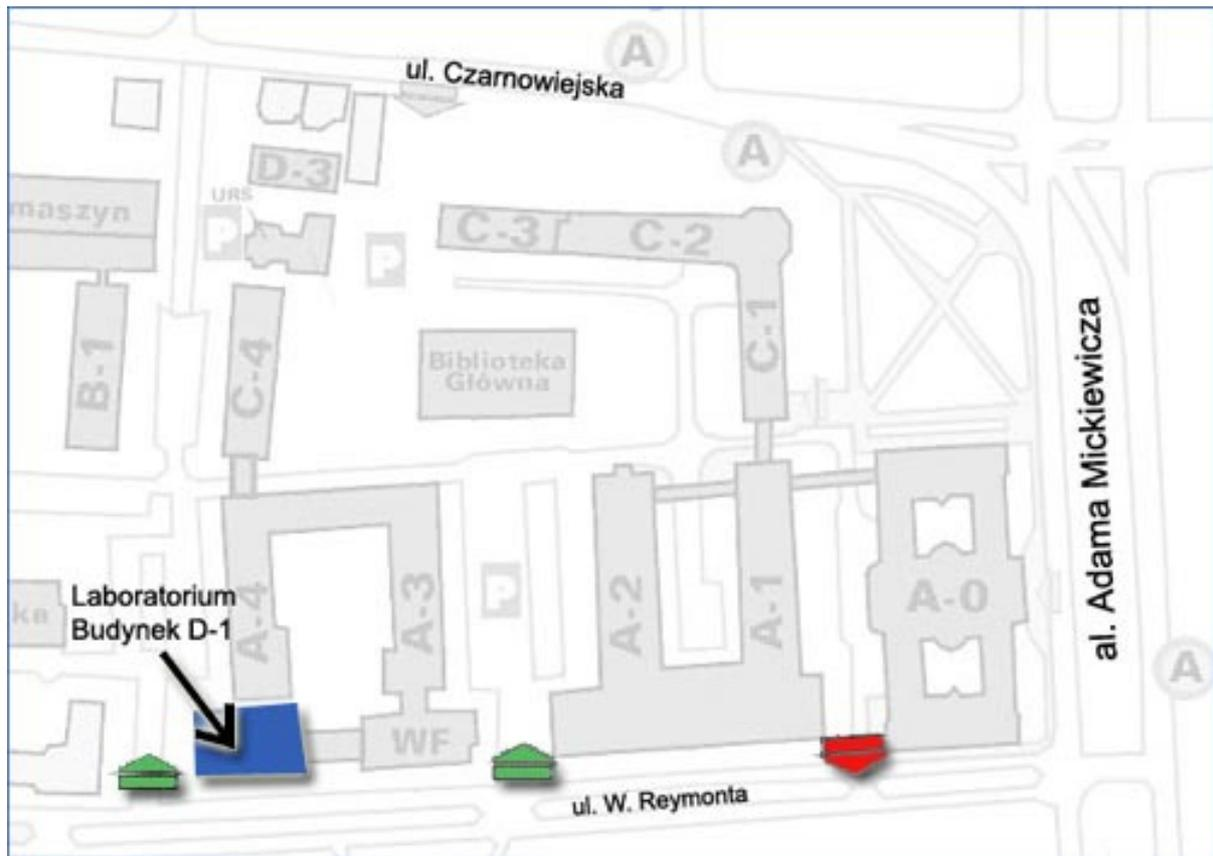 A
ul. Czarnowiejska
A
D-3
URS
P
maszyn
P
C-3
C-2
B-1
C-4
C-1
Biblioteka
Główna
al. Adama Mickiewicza
Laboratorium
Budynek D-1
ka
A-4
A-3
P
A-2
A-1
A-0
A
WF
ul. W. Reymonta